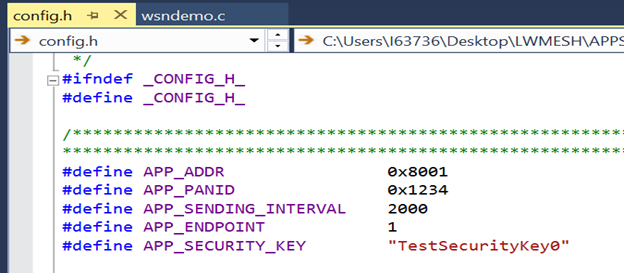 config.h wsndemo.c
config.h C:\Users\I63736\Desktop\LWMESH\APPS
*/
#ifndef _CONFIG_H_
#define _CONFIG_H_
/*******************************************************
********************************************************
#define APP_ADDR 0x8001
#define APP_PANID 0x1234
#define APP_SENDING_INTERVAL 2000
#define APP_ENDPOINT 1
#define APP_SECURITY_KEY "TestSecurityKey0"